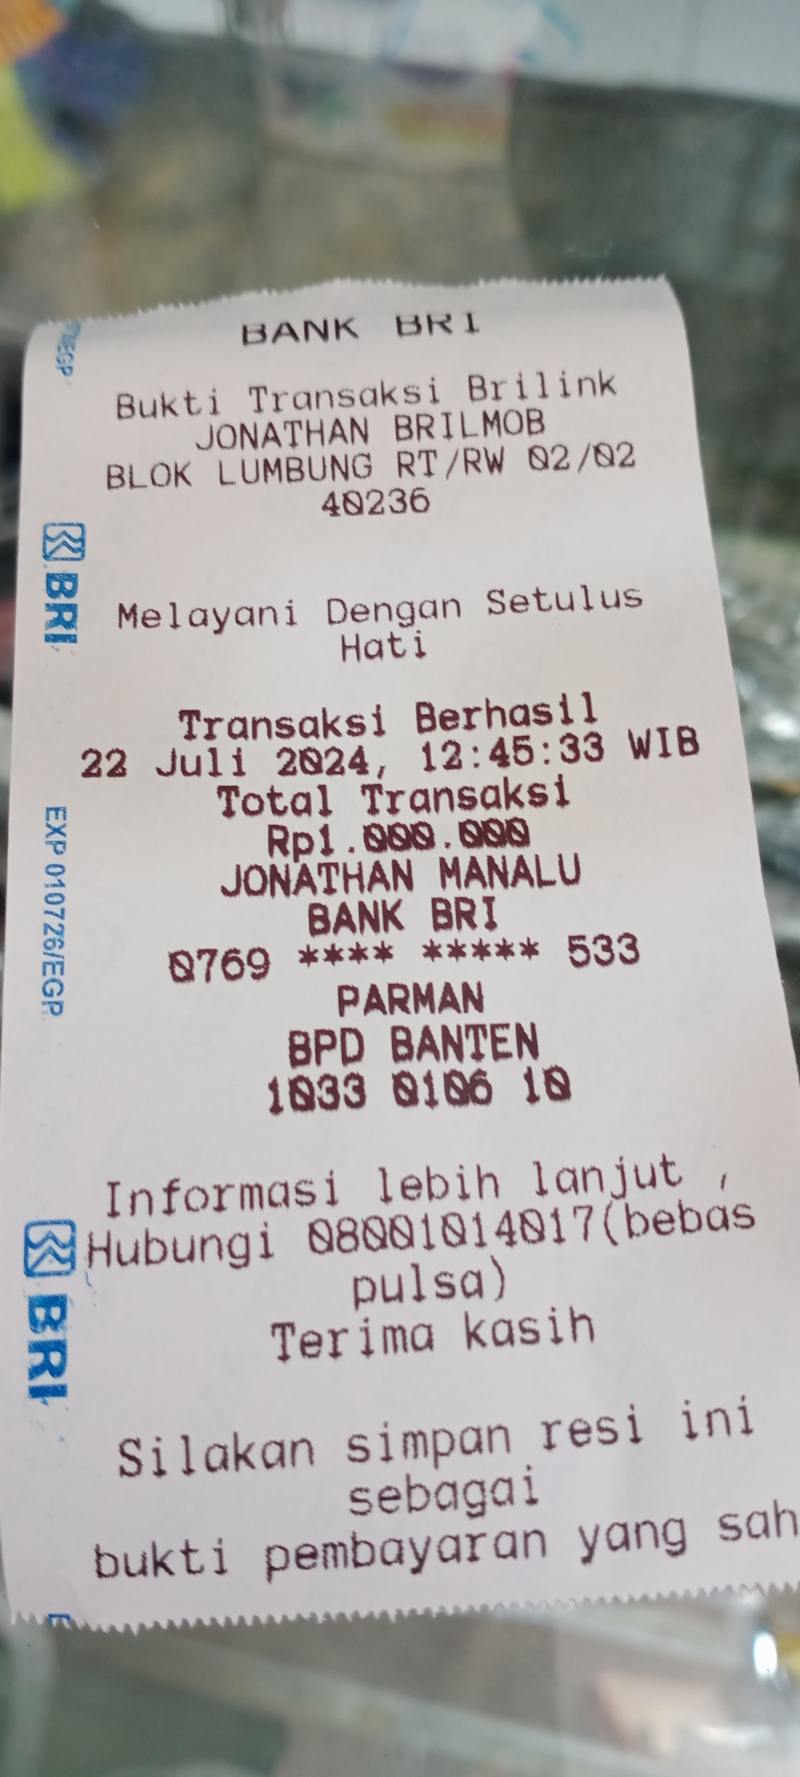 BANK BRI
Bukti Transaksi Brilink
JONATHAN BRILMOB
BLOK LUMBUNG RT/RW 02/02
40236
Melayani Dengan Setulus
Hati
Transaksi Berhasil
22 Juli 2024, 12:45:33 WIB
Total Transaksi
Rp1.000.000
JONATHAN MANALU
BANK BRI
0769 **** ***** 533
PARMAN
BPD BANTEN
1033 0106 10
Informasi lebih lanjut ,
Hubungi 08001014017(bebas
pulsa)
Terima kasih
Silakan simpan resi ini
sebagai
bukti pembayaran yang sah
BRI
EXP 010726/EGP
BRI